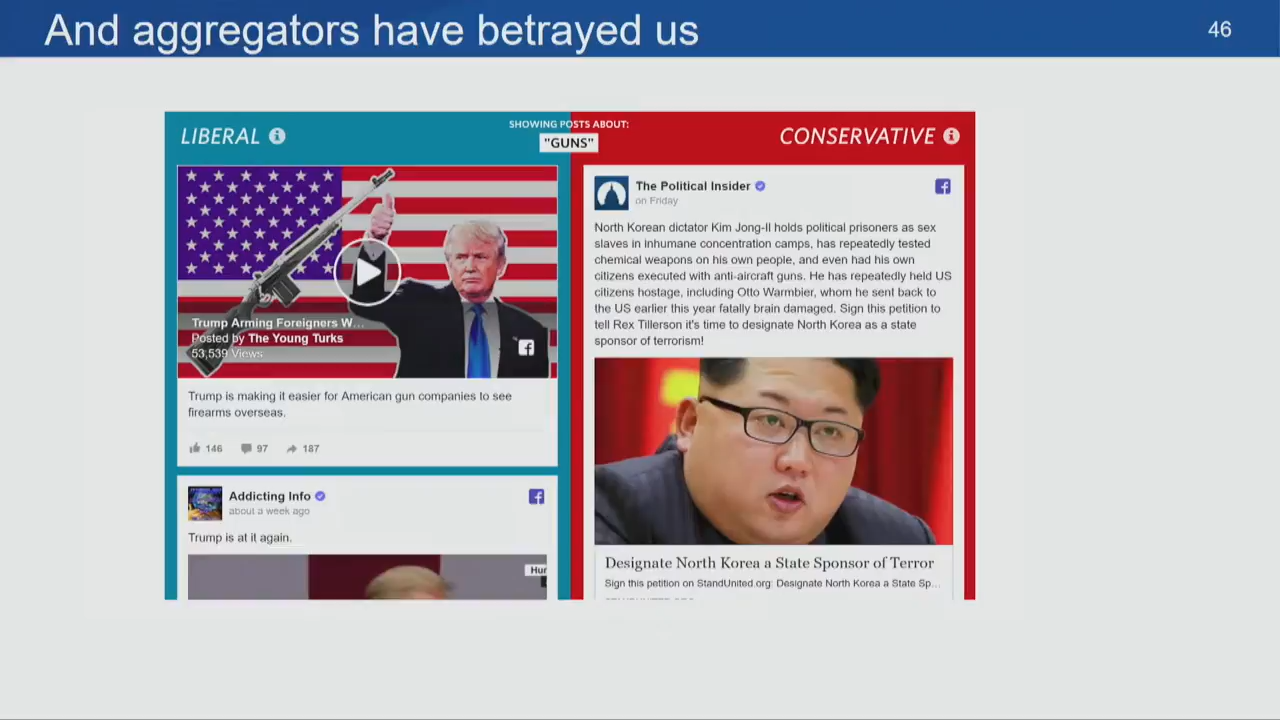 And aggregators have betrayed us
46
LIBERAL
SHOWING POSTS ABOUT:
"GUNS"
CONSERVATIVE
Trump Arming Foreigners W...
Posted by The Young Turks
53,539 Views
Trump is making it easier for American gun companies to see
firearms overseas.
146 97 187
Addicting Info
about a week ago
Trump is at it again.
Hur
The Political Insider
on Friday
North Korean dictator Kim Jong-Il holds political prisoners as sex
slaves in inhumane concentration camps, has repeatedly tested
chemical weapons on his own people, and even had his own
citizens executed with anti-aircraft guns. He has repeatedly held US
citizens hostage, including Otto Warmbier, whom he sent back to
the US earlier this year fatally brain damaged. Sign this petition to
tell Rex Tillerson it's time to designate North Korea as a state
sponsor of terrorism!
Designate North Korea a State Sponsor of Terror
Sign this petition on StandUnited.org: Designate North Korea a State Sp...